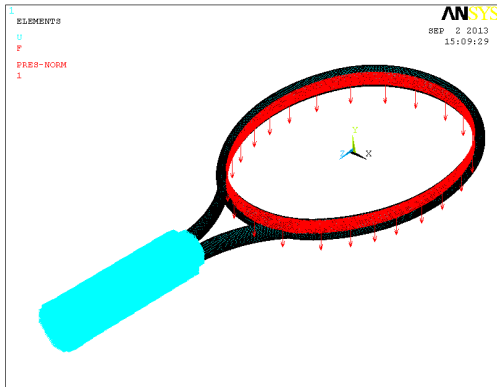 1
ELEMENTS
U
F
PRES-NORM
1
ANSYS
SEP 2 2013
15:09:29
Y
Z X